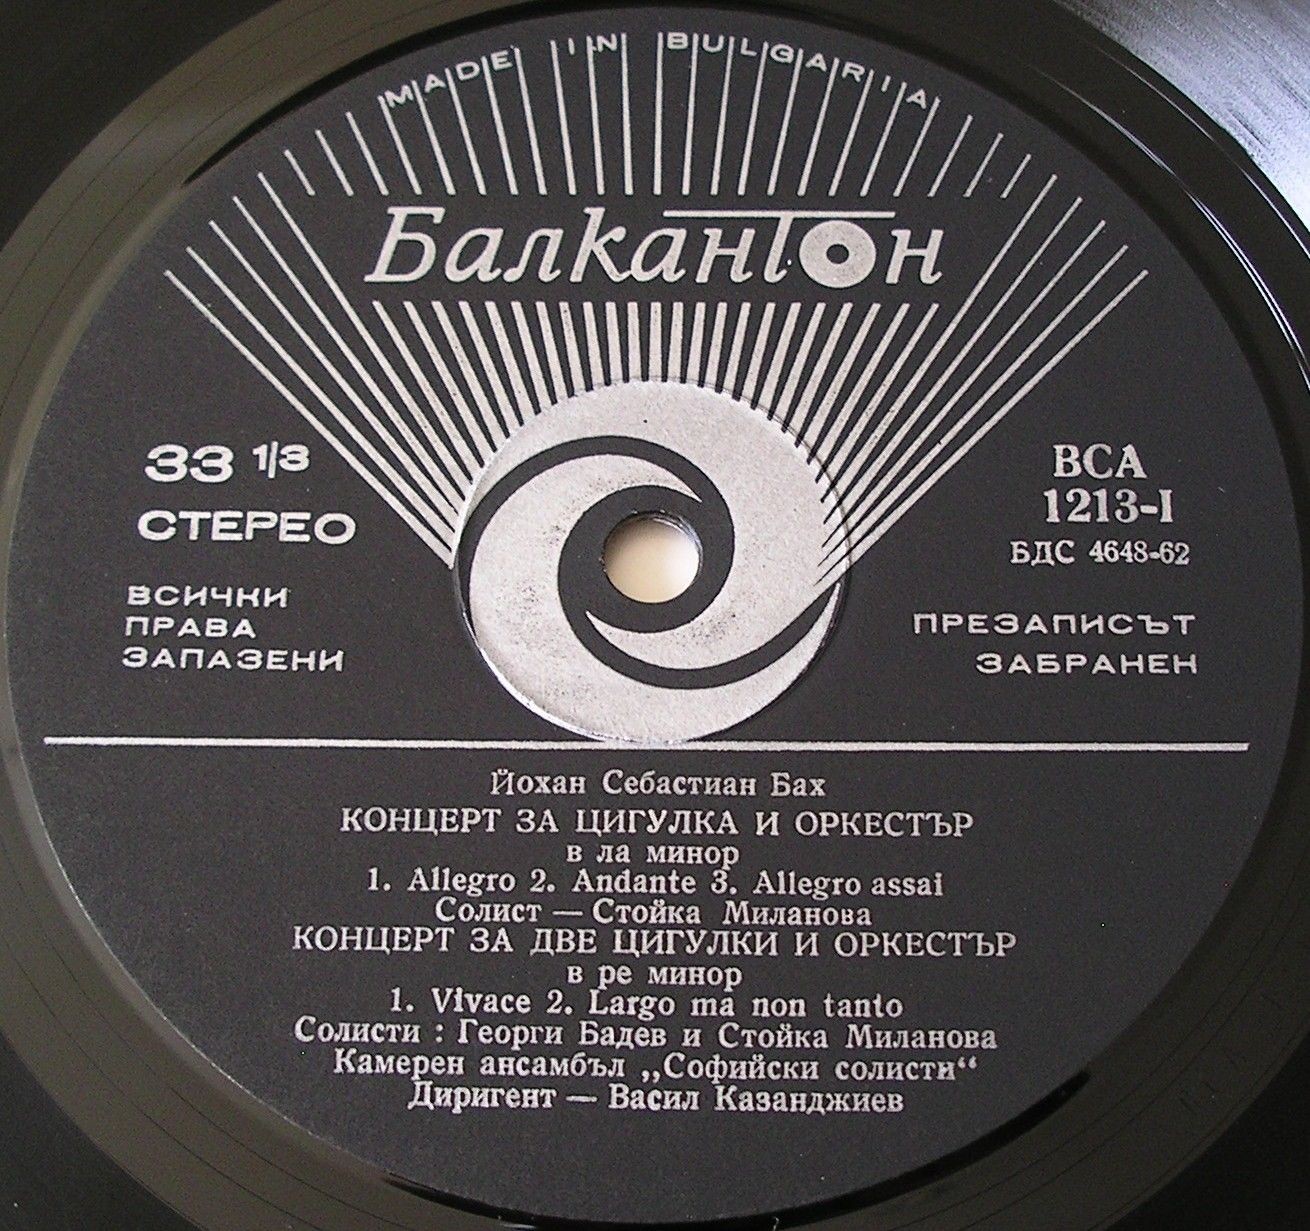 MADE IN BULGARIA
Балкантон
33 1/3
СТЕРЕО
ВСИЧКИ
ПРАВА
ЗАПАЗЕНИ
ВСА
1213-I
БДС 4648-62
ПРЕЗАПИСЪТ
ЗАБРАНЕН
Йохан Себастиан Бах
КОНЦЕРТ ЗА ЦИГУЛКА И ОРКЕСТЪР
в ла минор
1. Allegro 2. Andante 3. Allegro assai
Солист — Стойка Миланова
КОНЦЕРТ ЗА ДВЕ ЦИГУЛКИ И ОРКЕСТЪР
в ре минор
1. Vivace 2. Largo ma non tanto
Солисти : Георги Бадев и Стойка Миланова
Камерен ансамбъл „Софийски солисти“
Диригент — Васил Казанджиев